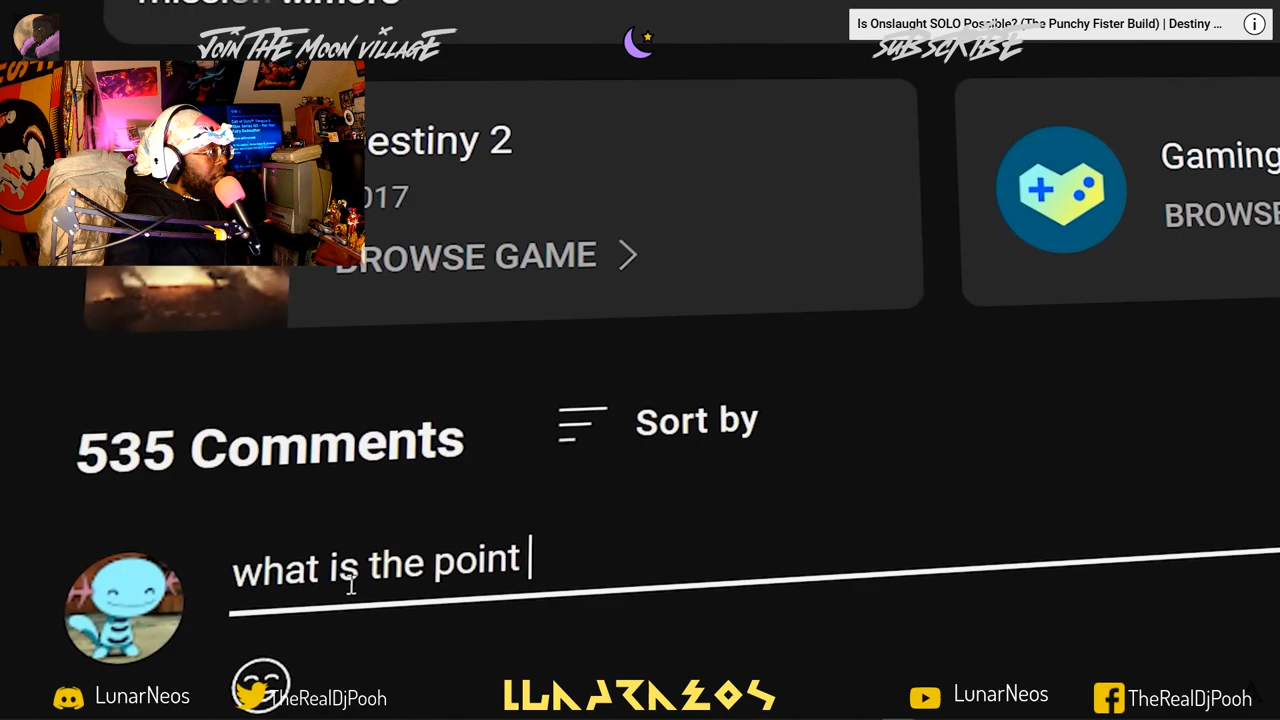 Is Onslaught SOLO Possible? (The Punchy Fister Build) | Destiny ...
JOIN THE MOON VILLAGE
SUBSCRIBE
estiny 2
017
BROWSE GAME
Gaming
BROWSE
535 Comments
Sort by
what is the point
LunarNeos
TheRealDjPooh
LUNARNEOS
LunarNeos
TheRealDjPooh